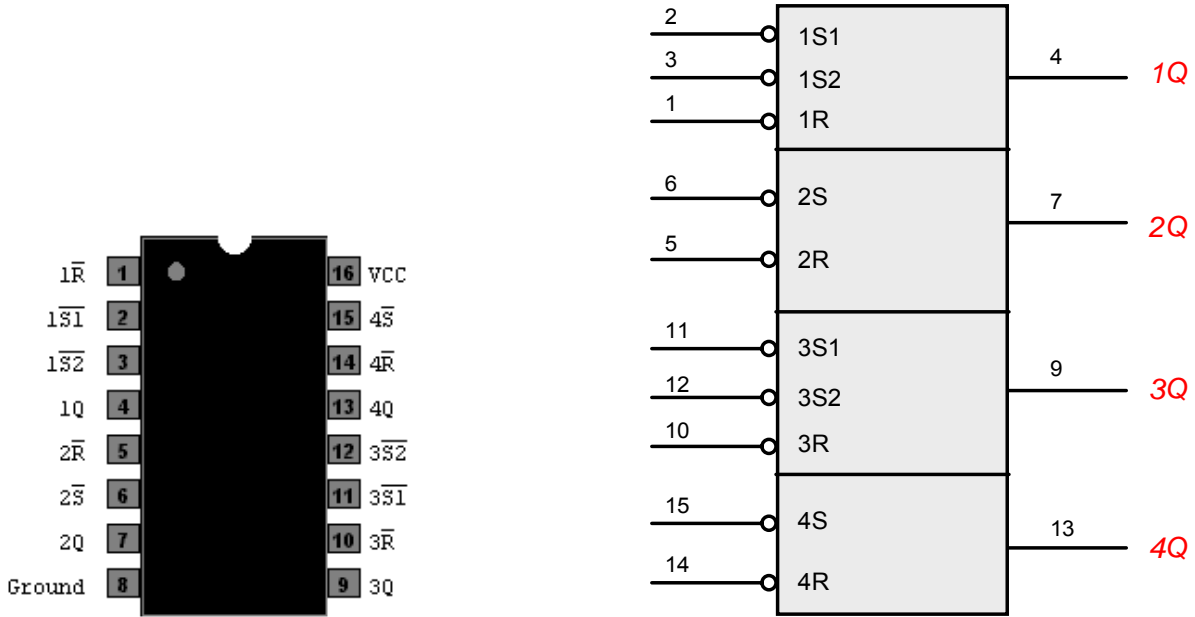 1R̅ 1 16 VCC
1S̅1̅ 2 15 4S̅
1S̅2̅ 3 14 4R̅
1Q 4 13 4Q
2R̅ 5 12 3S̅2̅
2S̅ 6 11 3S̅1̅
2Q 7 10 3R̅
Ground 8 9 3Q
2 1S1
3 1S2 4 1Q
1 1R
6 2S
7 2Q
5 2R
11 3S1
12 3S2 9 3Q
10 3R
15 4S
13 4Q
14 4R